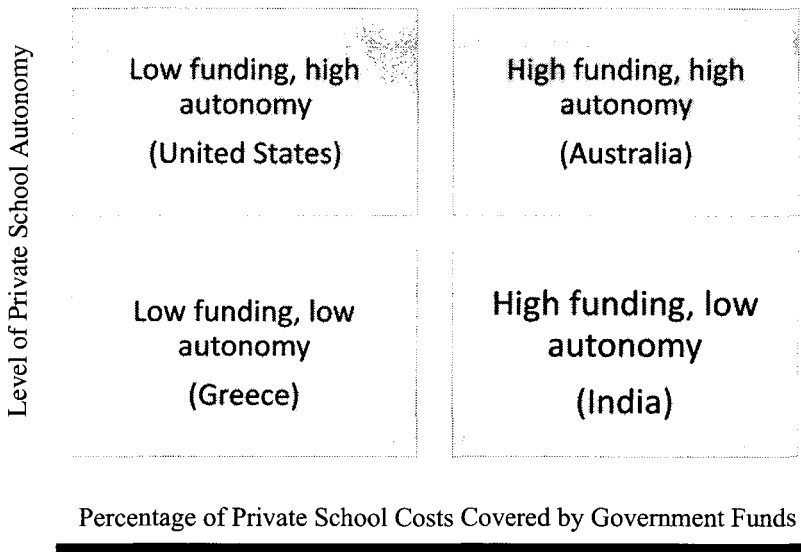 Level of Private School Autonomy
Low funding, high
autonomy
(United States)
High funding, high
autonomy
(Australia)
Low funding, low
autonomy
(Greece)
High funding, low
autonomy
(India)
Percentage of Private School Costs Covered by Government Funds